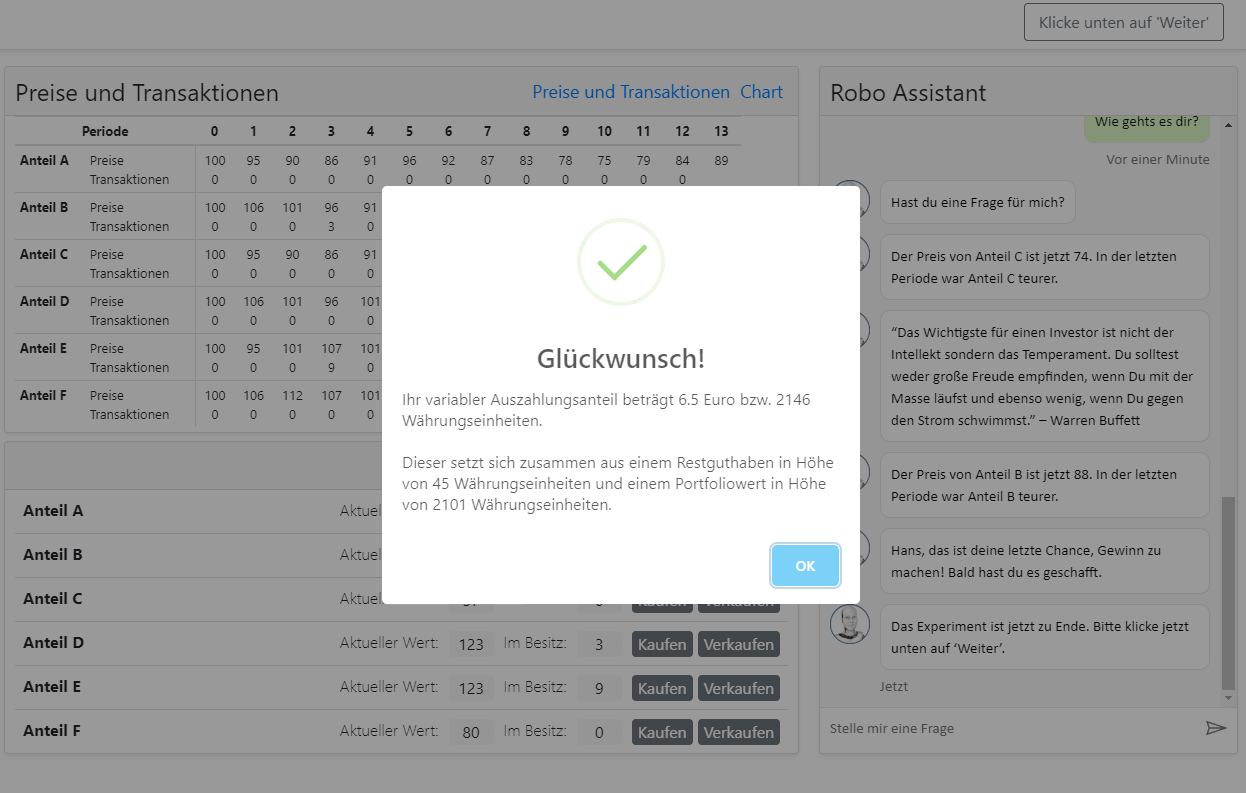 Klicke unten auf 'Weiter'
Preise und Transaktionen
Preise und Transaktionen Chart
Periode 0 1 2 3 4 5 6 7 8 9 10 11 12 13
Anteil A Preise 100 95 90 86 91 96 92 87 83 78 75 79 84 89
Transaktionen 0 0 0 0 0 0 0 0 0 0 0 0 0
Anteil B Preise 100 106 101 96 91
Transaktionen 0 0 0 3 0
Anteil C Preise 100 95 90 86 91
Transaktionen 0 0 0 0 0
Anteil D Preise 100 106 101 96 101
Transaktionen 0 0 0 0 0
Anteil E Preise 100 95 101 107 101
Transaktionen 0 0 0 9 0
Anteil F Preise 100 106 112 107 101
Transaktionen 0 0 0 0 0
Glückwunsch!
Ihr variabler Auszahlungsanteil beträgt 6.5 Euro bzw. 2146
Währungseinheiten.
Dieser setzt sich zusammen aus einem Restguthaben in Höhe
von 45 Währungseinheiten und einem Portfoliowert in Höhe
von 2101 Währungseinheiten.
OK
Anteil A
Anteil B
Anteil C Kaufen Verkaufen
Anteil D Aktueller Wert: 123 Im Besitz: 3 Kaufen Verkaufen
Anteil E Aktueller Wert: 123 Im Besitz: 9 Kaufen Verkaufen
Anteil F Aktueller Wert: 80 Im Besitz: 0 Kaufen Verkaufen
Robo Assistant
Wie gehts es dir?
Vor einer Minute
Hast du eine Frage für mich?
Der Preis von Anteil C ist jetzt 74. In der letzten
Periode war Anteil C teurer.
“Das Wichtigste für einen Investor ist nicht der
Intellekt sondern das Temperament. Du solltest
weder große Freude empfinden, wenn Du mit der
Masse läufst und ebenso wenig, wenn Du gegen
den Strom schwimmst.” – Warren Buffett
Der Preis von Anteil B ist jetzt 88. In der letzten
Periode war Anteil B teurer.
Hans, das ist deine letzte Chance, Gewinn zu
machen! Bald hast du es geschafft.
Das Experiment ist jetzt zu Ende. Bitte klicke jetzt
unten auf ‘Weiter’.
Jetzt
Stelle mir eine Frage